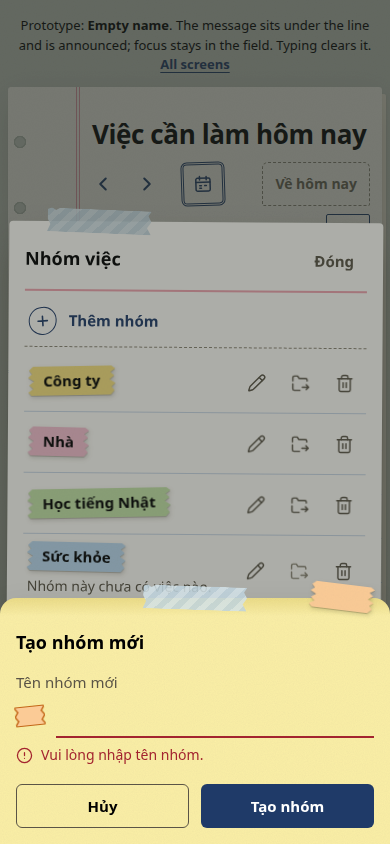 Prototype: Empty name. The message sits under the line
and is announced; focus stays in the field. Typing clears it.
All screens
Việc cần làm hôm nay
Về hôm nay
Nhóm việc
Đóng
Thêm nhóm
Công ty
Nhà
Học tiếng Nhật
Sức khỏe
Nhóm này chưa có việc nào.
Tạo nhóm mới
Tên nhóm mới
Vui lòng nhập tên nhóm.
Hủy
Tạo nhóm